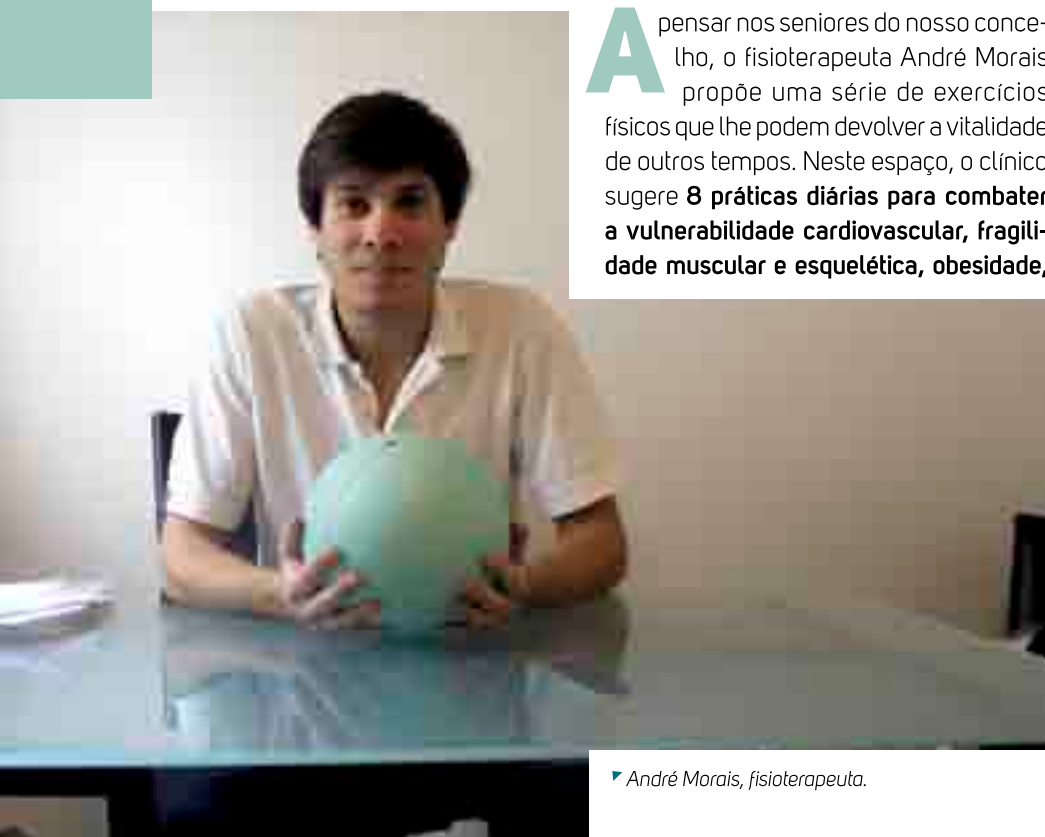 A pensar nos seniores do nosso conce-
lho, o fisioterapeuta André Morais
propõe uma série de exercícios
físicos que lhe podem devolver a vitalidade
de outros tempos. Neste espaço, o clínico
sugere 8 práticas diárias para combater
a vulnerabilidade cardiovascular, fragili-
dade muscular e esquelética, obesidade,
André Morais, fisioterapeuta.